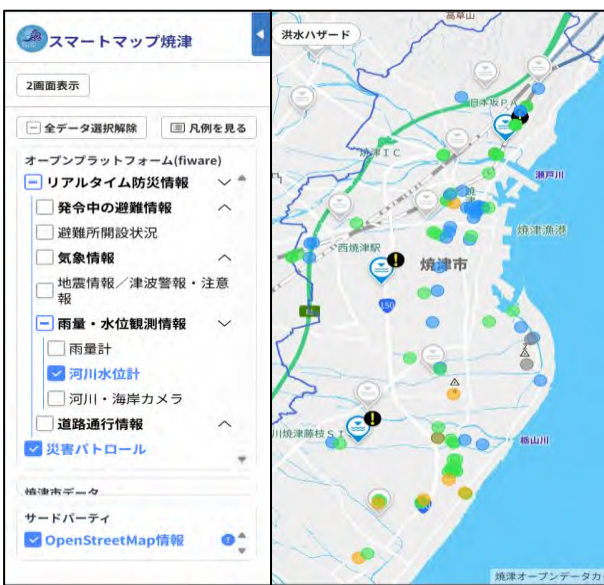 スマートマップ焼津
2画面表示
全データ選択解除
凡例を見る
オープンプラットフォーム(fiware)
リアルタイム防災情報
発令中の避難情報
避難所開設状況
気象情報
地震情報／津波警報・注意
報
雨量・水位観測情報
雨量計
河川水位計
河川・海岸カメラ
道路通行情報
災害パトロール
焼津市データ
サードパーティ
OpenStreetMap情報
洪水ハザード
高草山
日本坂PA
焼津IC
瀬戸川
焼津
焼津漁港
西焼津駅
焼津市
150
川焼津藤枝SI
栃山川
焼津オープンデータカ